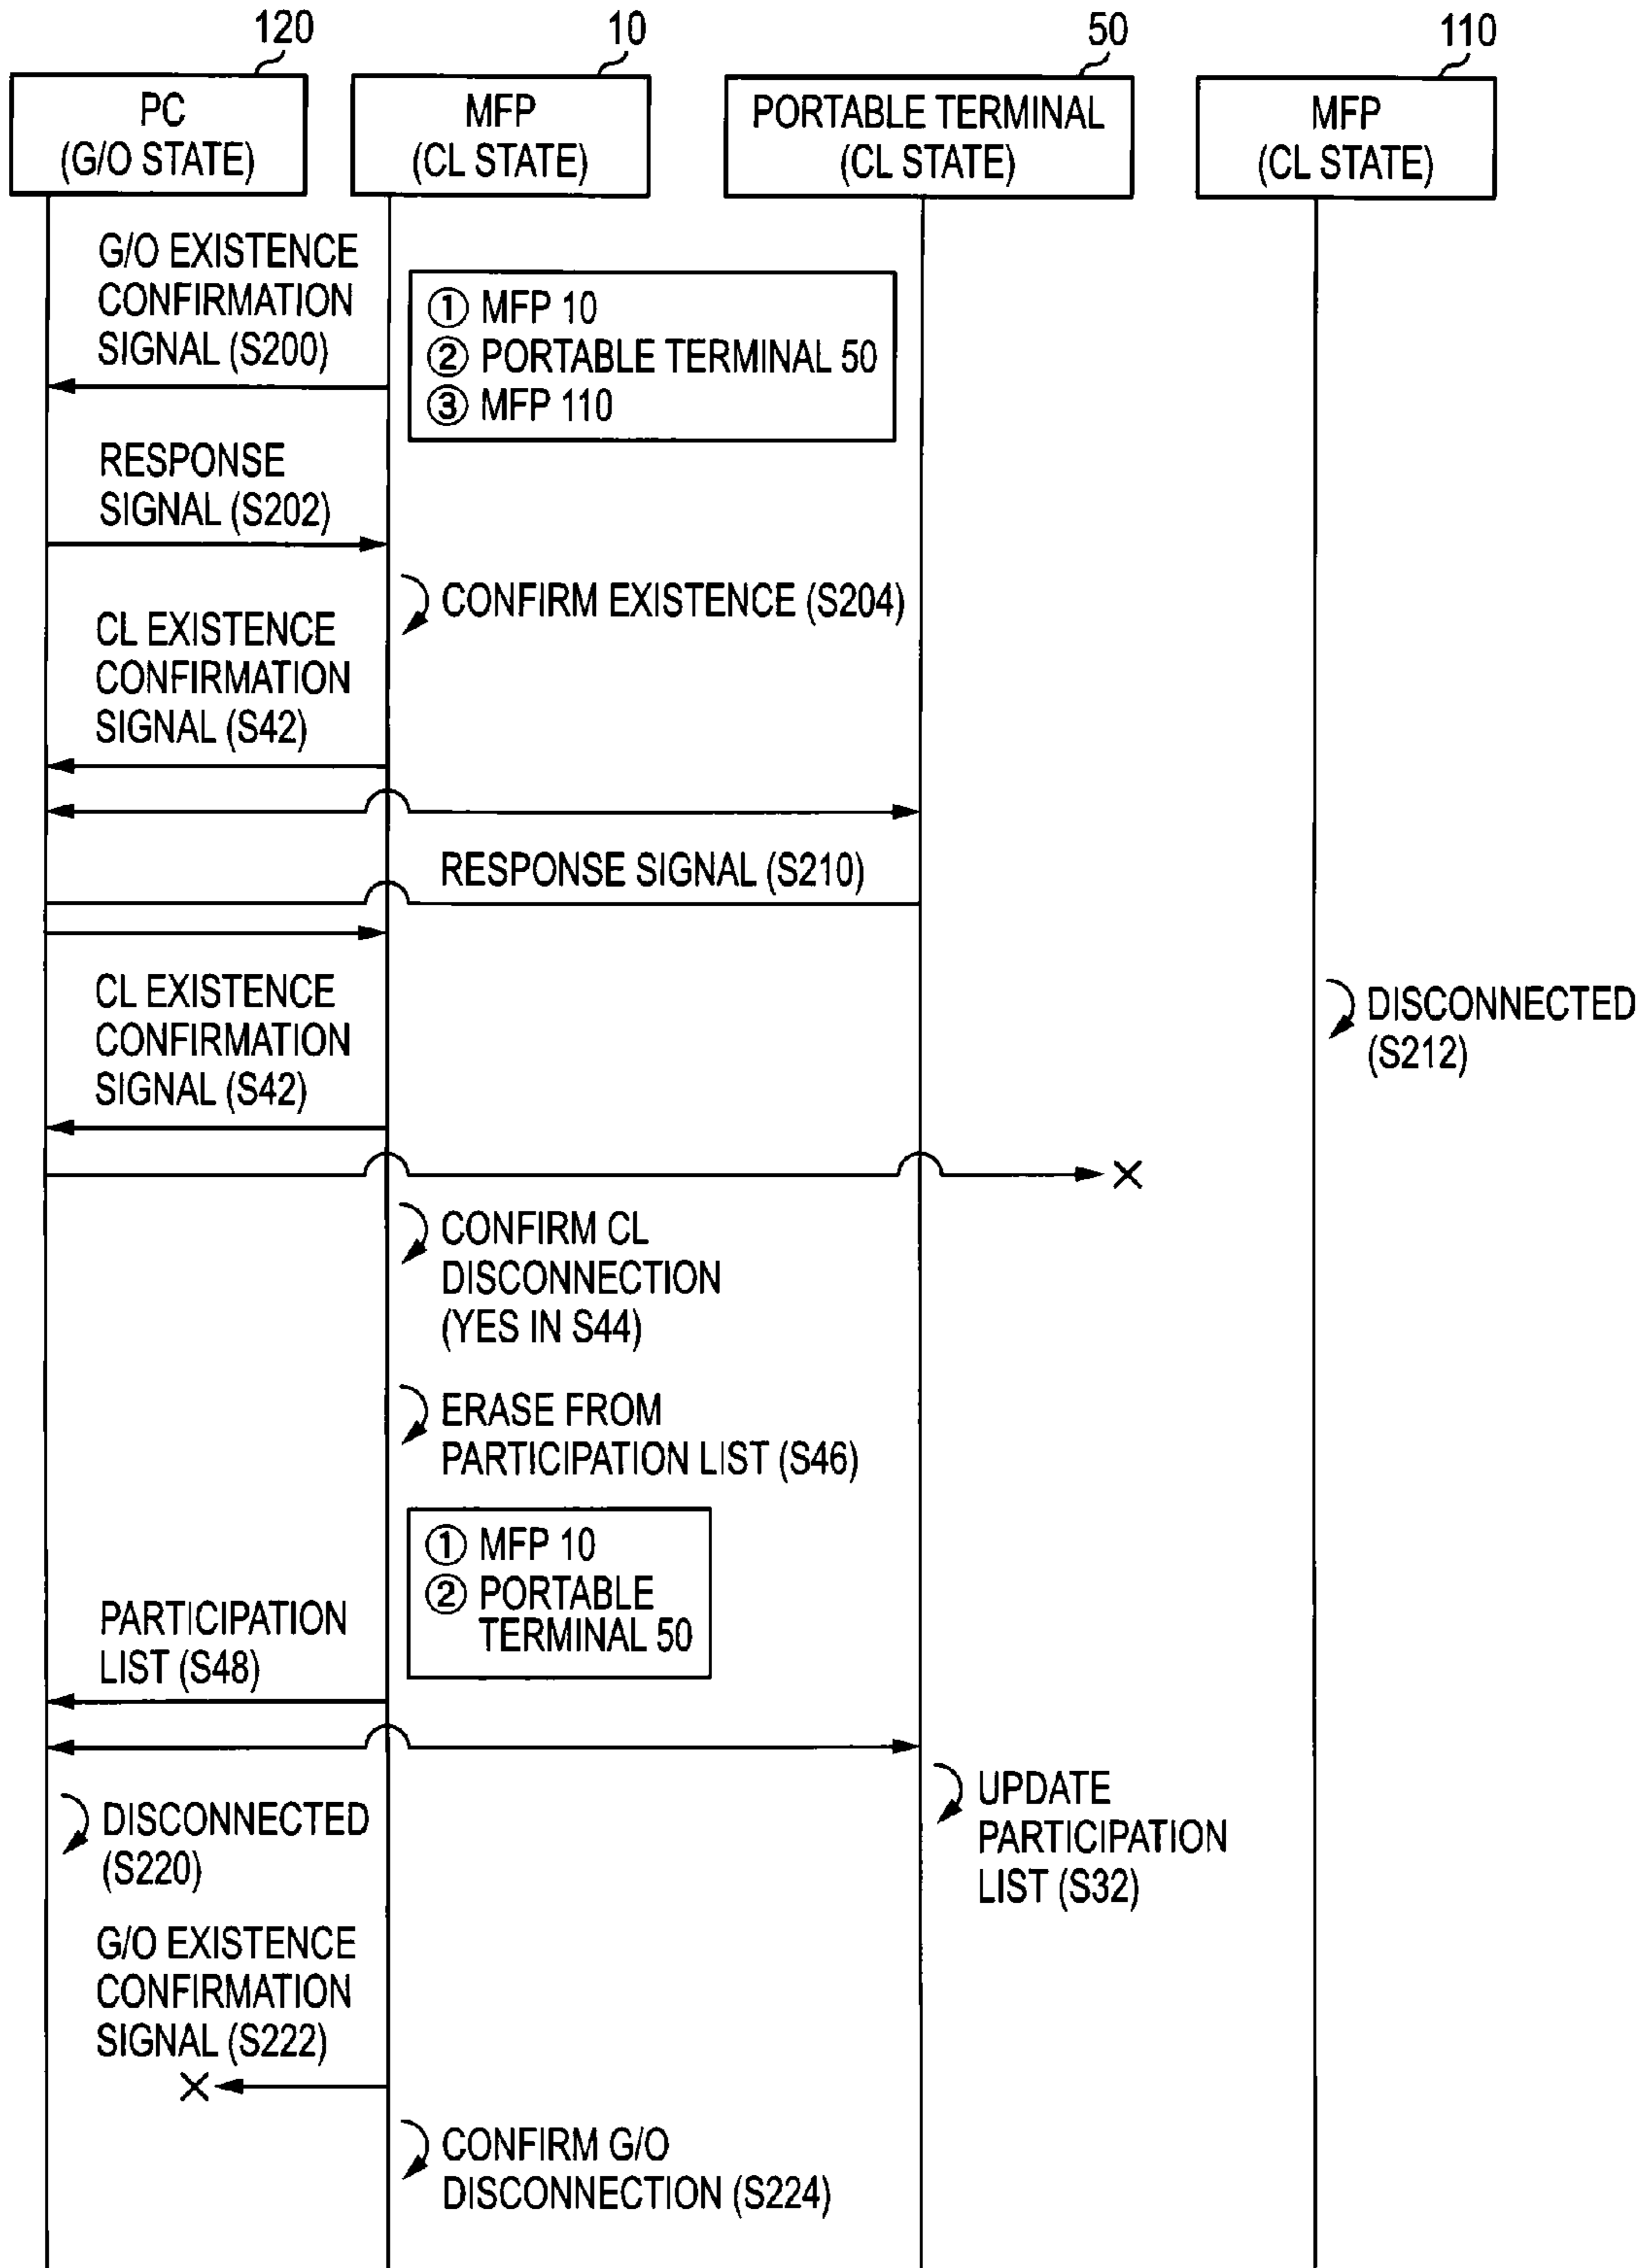 120
10
50
110
PC
(G/O STATE)
MFP
(CL STATE)
PORTABLE TERMINAL
(CL STATE)
MFP
(CL STATE)
G/O EXISTENCE
CONFIRMATION
SIGNAL (S200)
① MFP 10
② PORTABLE TERMINAL 50
③ MFP 110
RESPONSE
SIGNAL (S202)
CONFIRM EXISTENCE (S204)
CL EXISTENCE
CONFIRMATION
SIGNAL (S42)
RESPONSE SIGNAL (S210)
CL EXISTENCE
CONFIRMATION
SIGNAL (S42)
DISCONNECTED
(S212)
CONFIRM CL
DISCONNECTION
(YES IN S44)
ERASE FROM
PARTICIPATION LIST (S46)
① MFP 10
② PORTABLE
TERMINAL 50
PARTICIPATION
LIST (S48)
UPDATE
PARTICIPATION
LIST (S32)
DISCONNECTED
(S220)
G/O EXISTENCE
CONFIRMATION
SIGNAL (S222)
CONFIRM G/O
DISCONNECTION (S224)